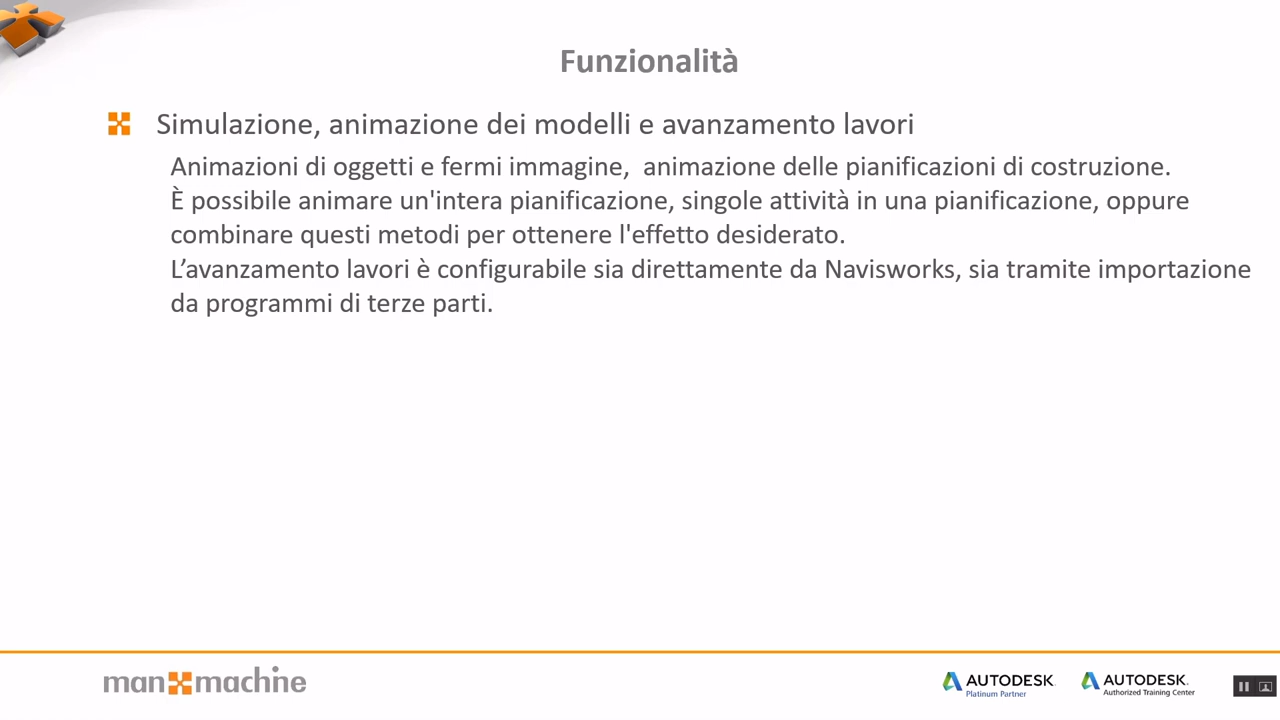 Funzionalità
Simulazione, animazione dei modelli e avanzamento lavori
Animazioni di oggetti e fermi immagine,  animazione delle pianificazioni di costruzione.
È possibile animare un'intera pianificazione, singole attività in una pianificazione, oppure
combinare questi metodi per ottenere l'effetto desiderato.
L’avanzamento lavori è configurabile sia direttamente da Navisworks, sia tramite importazione
da programmi di terze parti.
man machine
AUTODESK.
Platinum Partner
AUTODESK.
Authorized Training Center